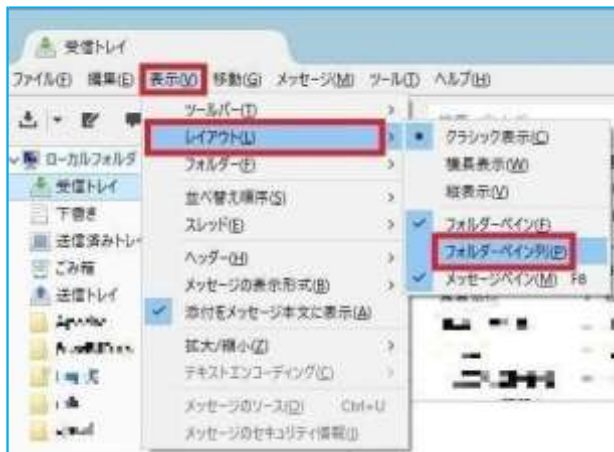 受信トレイ
ファイル(F) 編集(E) 表示(V) 移動(G) メッセージ(M) ツール(T) ヘルプ(H)
ツールバー(T)
レイアウト(L)
フォルダー(F)
並べ替え順序(S)
スレッド(E)
ヘッダー(H)
メッセージの表示形式(B)
添付をメッセージ本文に表示(A)
拡大/縮小(Z)
テキストエンコーディング(C)
メッセージのソース(O) Ctrl+U
メッセージのセキュリティ情報(I)
クラシック表示(C)
横長表示(W)
縦表示(V)
フォルダーペイン(F)
フォルダーペイン列(P)
メッセージペイン(M) F8
ローカルフォルダ
受信トレイ
下書き
送信済みトレ
ごみ箱
送信トレイ